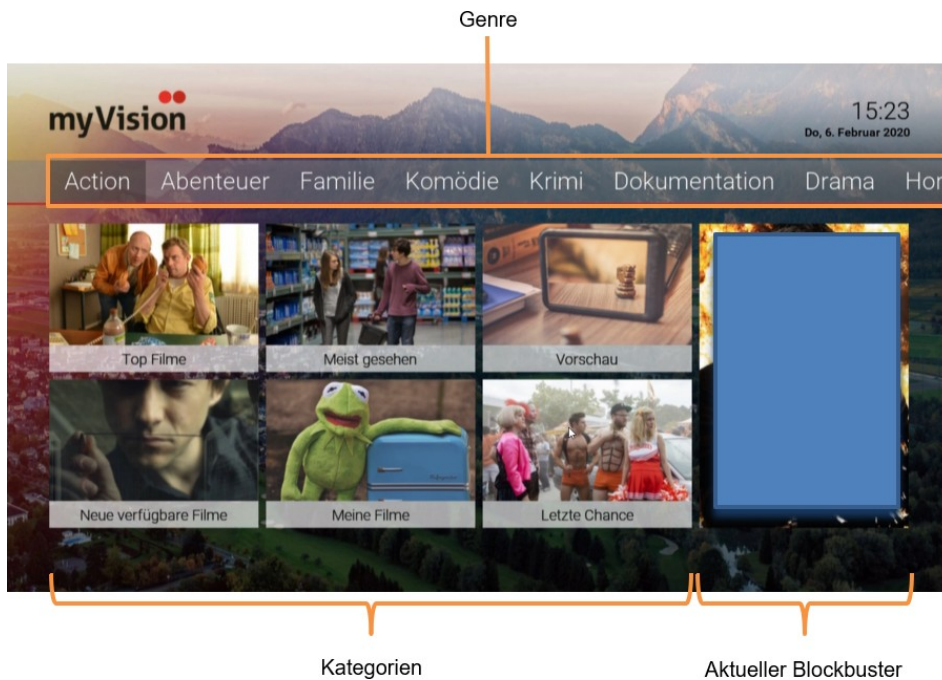 Genre
myVision
15:23
Do, 6. Februar 2020
Action Abenteuer Familie Komödie Krimi Dokumentation Drama Hor
Top Filme Meist gesehen Vorschau
Neue verfügbare Filme Meine Filme Letzte Chance
Kategorien Aktueller Blockbuster